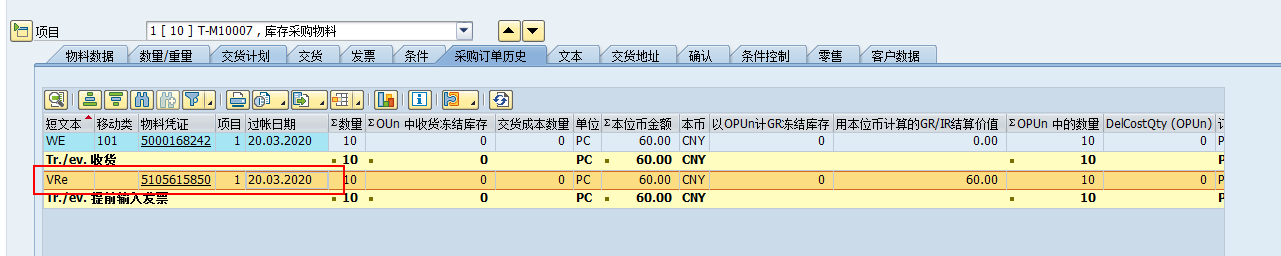 项目 1 [ 10 ] T-M10007 , 库存采购物料
物料数据 数量/重量 交货计划 交货 发票 条件 采购订单历史 文本 交货地址 确认 条件控制 零售 客户数据
短文本 移动类 物料凭证 项目 过帐日期 Σ数量 ΣOUn 中收货冻结库存 交货成本数量 单位 Σ本位币金额 本币 以OPUn计GR冻结库存 用本位币计算的GR/IR结算价值 ΣOPUn 中的数量 DelCostQty (OPUn)
WE 101 5000168242 1 20.03.2020 10 0 0 PC 60.00 CNY 0 0.00 10 0 P
Tr./ev. 收货 10 0 PC 60.00 CNY 10 P
VRe 5105615850 1 20.03.2020 10 0 0 PC 60.00 CNY 0 60.00 10 0 P
Tr./ev. 提前输入发票 10 0 PC 60.00 CNY 10 P